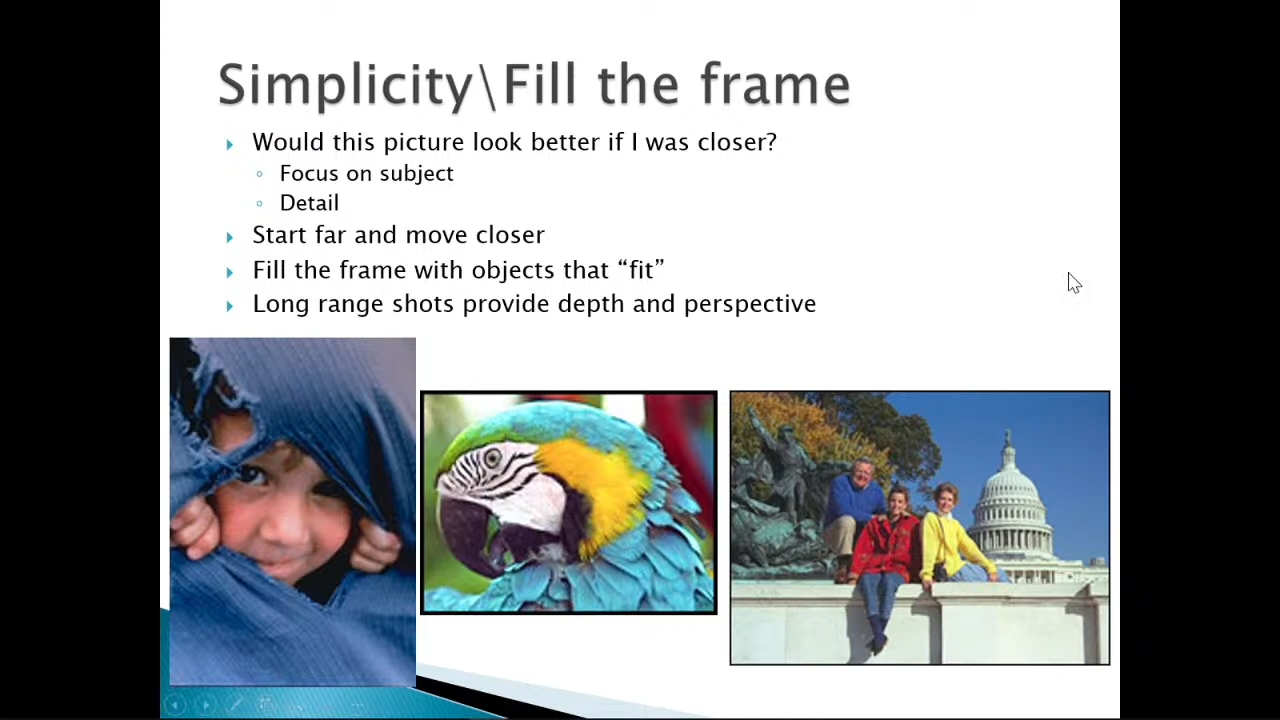 Simplicity\Fill the frame
Would this picture look better if I was closer?
Focus on subject
Detail
Start far and move closer
Fill the frame with objects that “fit”
Long range shots provide depth and perspective